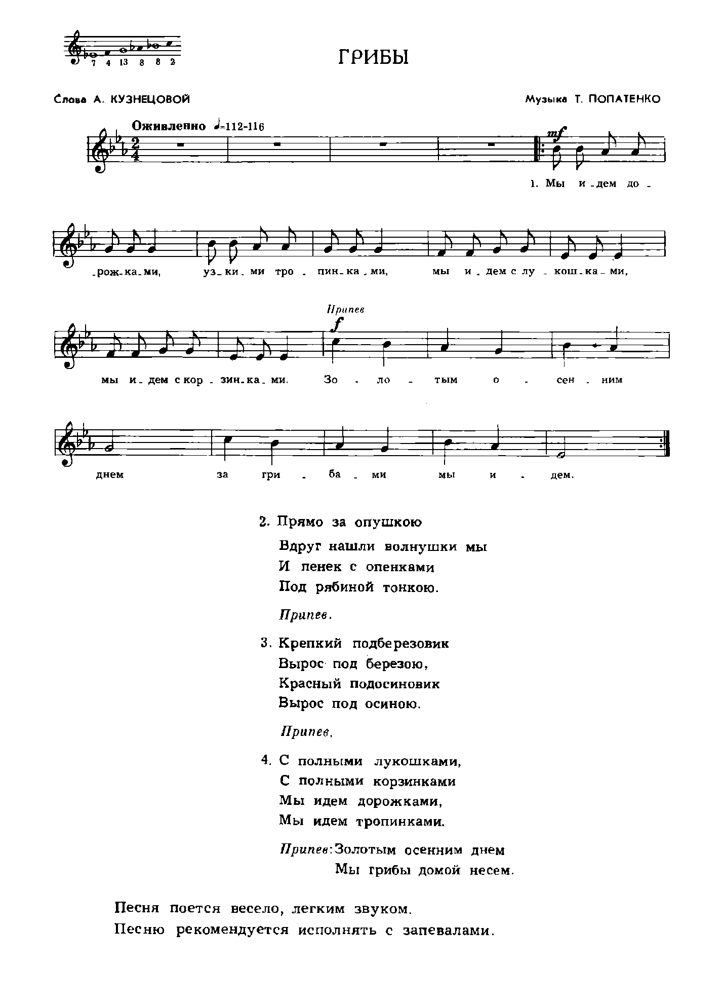 7 4 13 8 8 2
ГРИБЫ
Слова А. КУЗНЕЦОВОЙ
Музыка Т. ПОПАТЕНКО
Оживленно ♩=112-116
mf
1. Мы и - дем до -
- рож - ка - ми, уз - ки - ми тро - пин - ка - ми, мы и - дем с лу - кош - ка - ми,
Припев
f
мы и - дем с кор - зин - ка - ми. Зо - ло - тым о - сен - ним
днем за гри - ба - ми мы и - дем.
2. Прямо за опушкою
Вдруг нашли волнушки мы
И пенек с опенками
Под рябиной тонкою.
Припев.
3. Крепкий подберезовик
Вырос под березою,
Красный подосиновик
Вырос под осиною.
Припев.
4. С полными лукошками,
С полными корзинками
Мы идем дорожками,
Мы идем тропинками.
Припев: Золотым осенним днем
Мы грибы домой несем.
Песня поется весело, легким звуком.
Песню рекомендуется исполнять с запевалами.